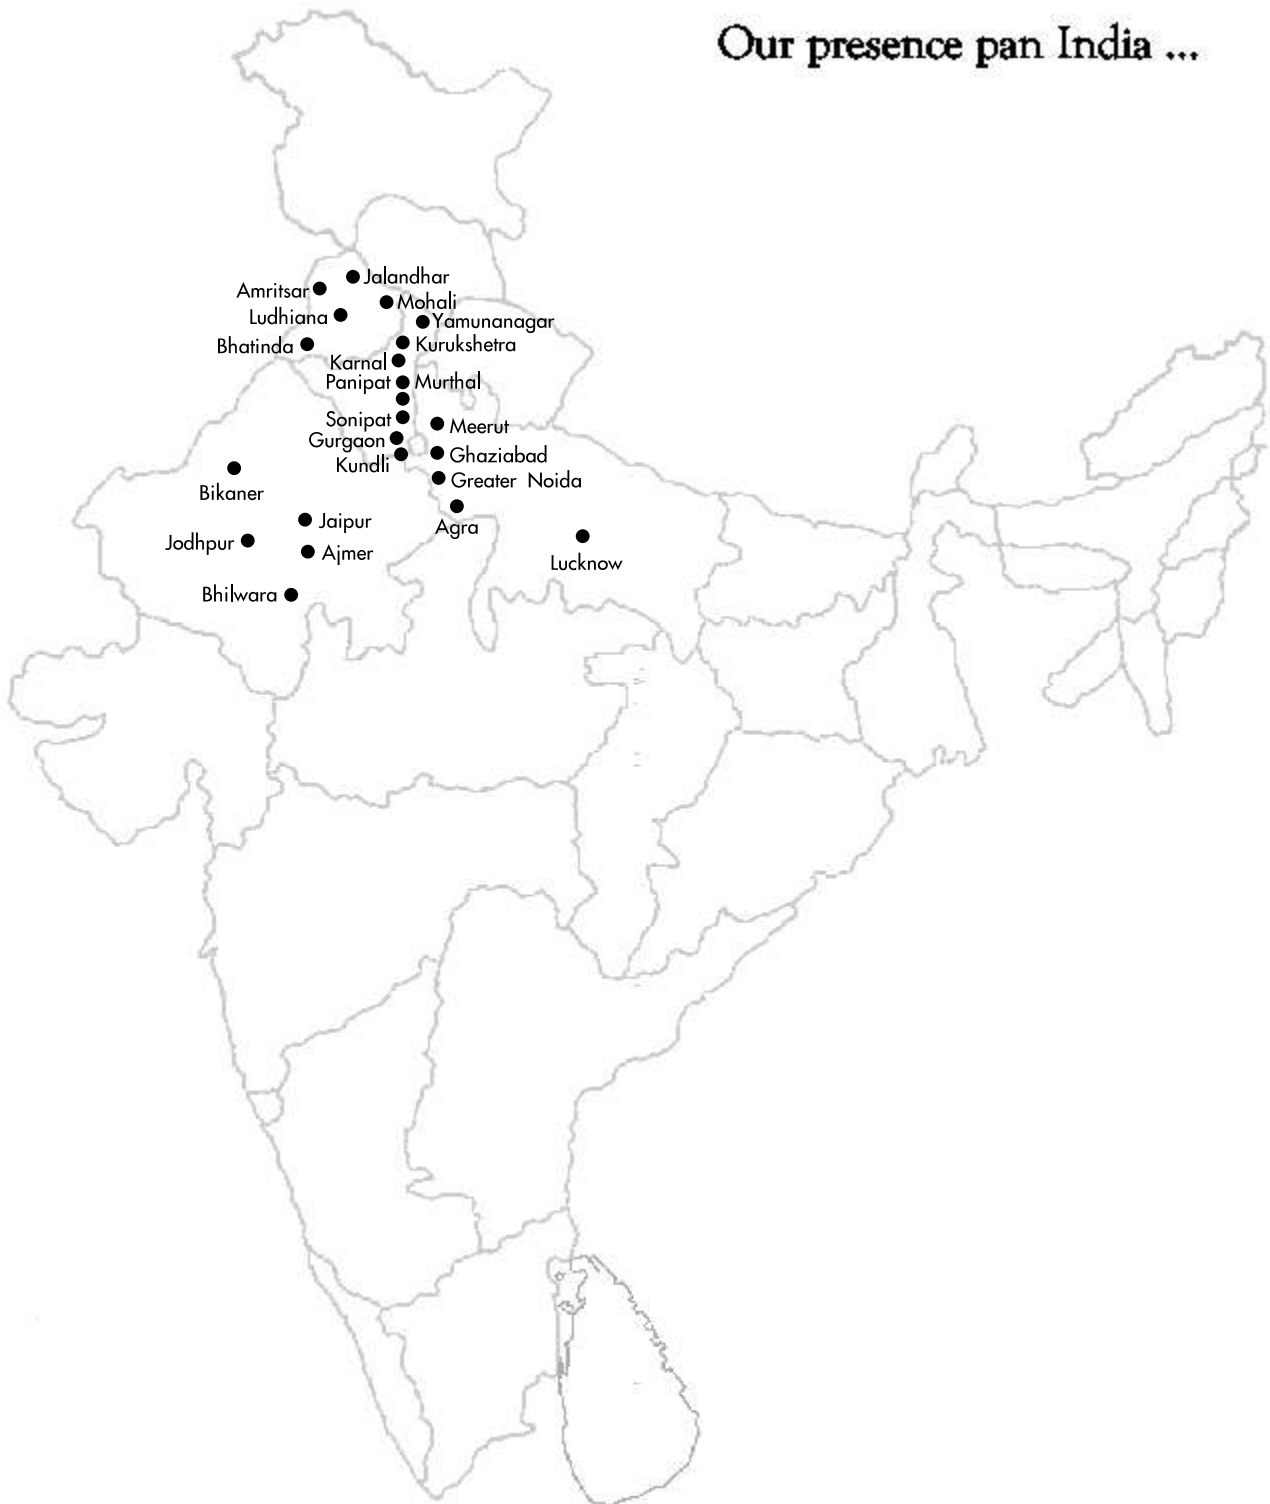 Our presence pan India ...
Jalandhar
Amritsar
Mohali
Ludhiana
Yamunanagar
Bhatinda
Kurukshetra
Karnal
Panipat
Murthal
Sonipat
Meerut
Gurgaon
Ghaziabad
Kundli
Greater Noida
Bikaner
Jaipur
Agra
Jodhpur
Ajmer
Lucknow
Bhilwara